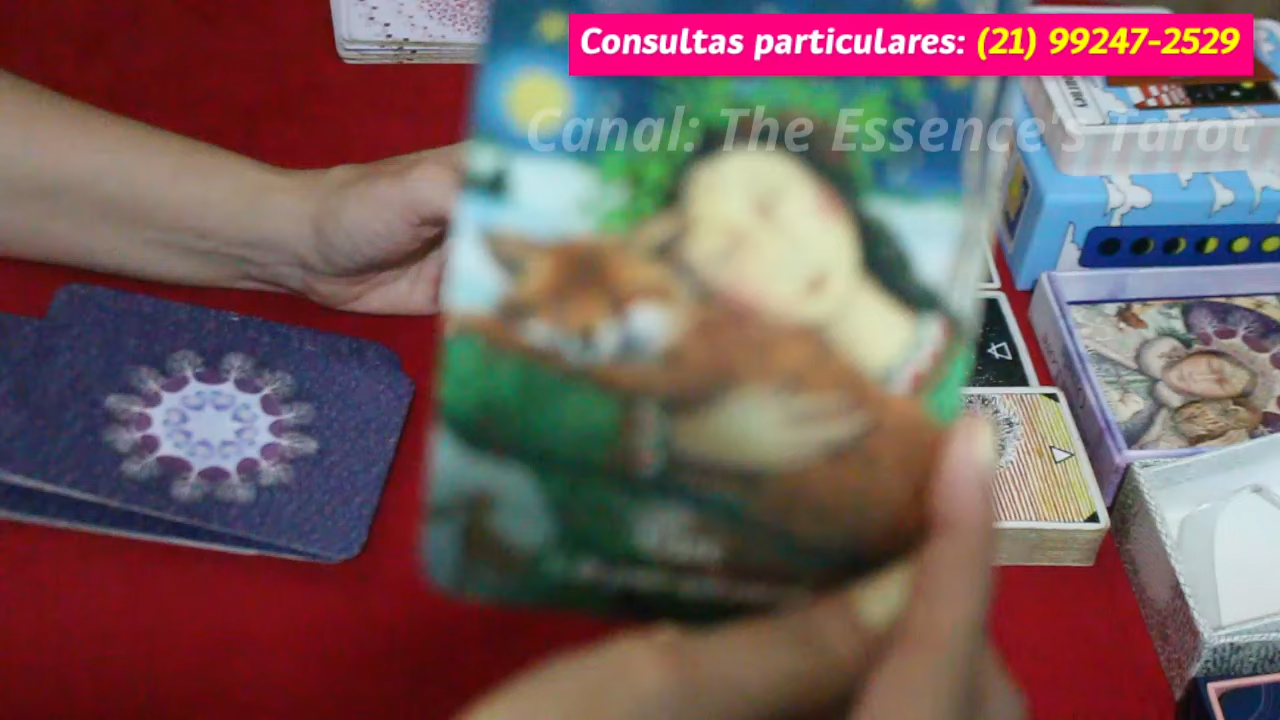 Consultas particulares: (21) 99247-2529
Canal: The Essence's Tarot